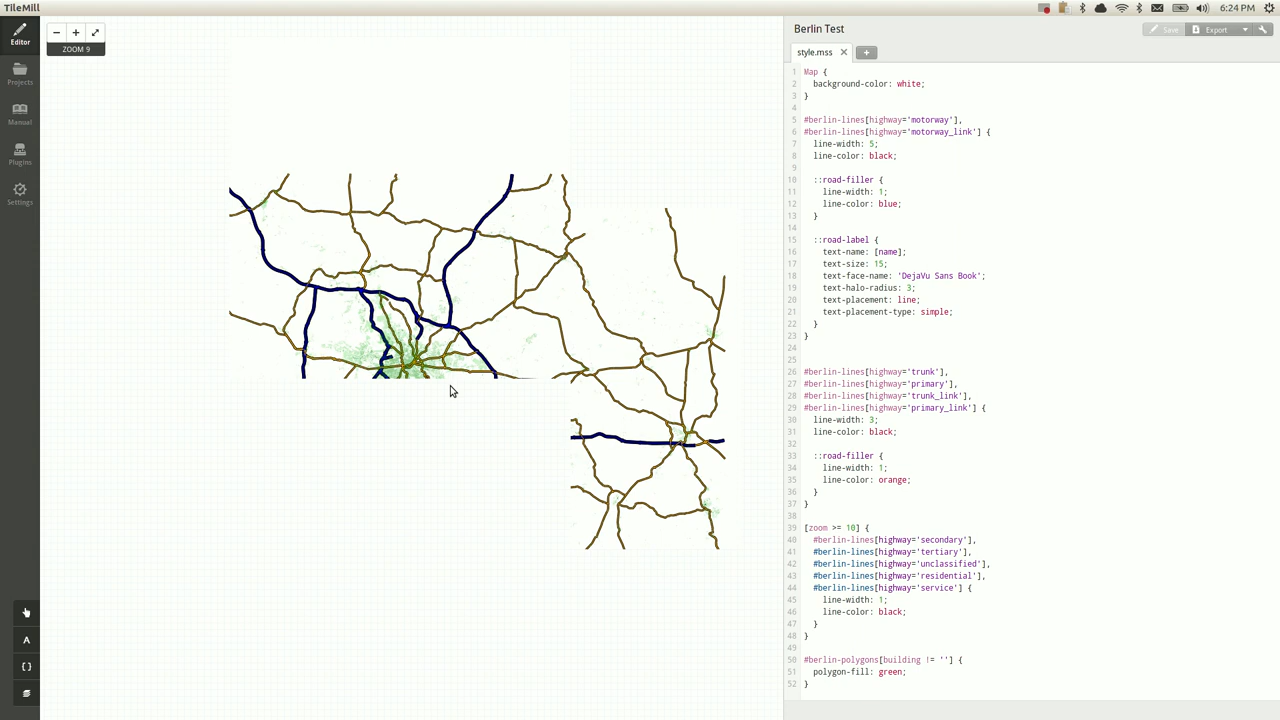 TileMill
6:24 PM
Editor
Projects
Manual
Plugins
Settings
A
{ }
−
+
ZOOM 9
Berlin Test
Save
Export
style.mss
×
+
1 Map {
2 background-color: white;
3 }
4
5 #berlin-lines[highway='motorway'],
6 #berlin-lines[highway='motorway_link'] {
7 line-width: 5;
8 line-color: black;
9
10 ::road-filler {
11 line-width: 1;
12 line-color: blue;
13 }
14
15 ::road-label {
16 text-name: [name];
17 text-size: 15;
18 text-face-name: 'DejaVu Sans Book';
19 text-halo-radius: 3;
20 text-placement: line;
21 text-placement-type: simple;
22 }
23 }
24
25
26 #berlin-lines[highway='trunk'],
27 #berlin-lines[highway='primary'],
28 #berlin-lines[highway='trunk_link'],
29 #berlin-lines[highway='primary_link'] {
30 line-width: 3;
31 line-color: black;
32
33 ::road-filler {
34 line-width: 1;
35 line-color: orange;
36 }
37 }
38
39 [zoom >= 10] {
40 #berlin-lines[highway='secondary'],
41 #berlin-lines[highway='tertiary'],
42 #berlin-lines[highway='unclassified'],
43 #berlin-lines[highway='residential'],
44 #berlin-lines[highway='service'] {
45 line-width: 1;
46 line-color: black;
47 }
48 }
49
50 #berlin-polygons[building != ''] {
51 polygon-fill: green;
52 }